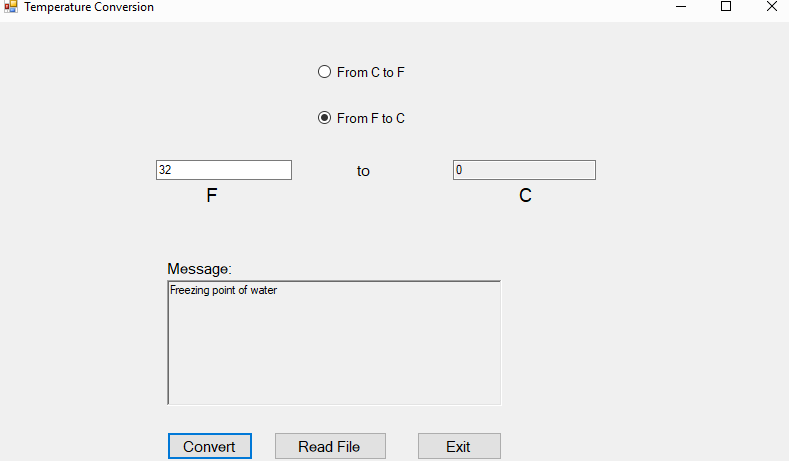 Temperature Conversion
From C to F
From F to C
32 to 0
F C
Message:
Freezing point of water
Convert Read File Exit